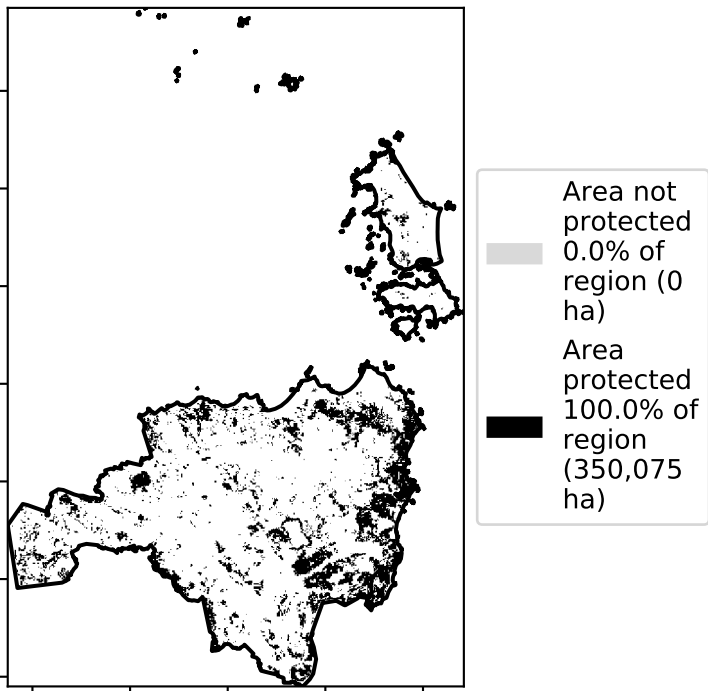 Area not
protected
0.0% of
region (0
ha)
Area
protected
100.0% of
region
(350,075
ha)